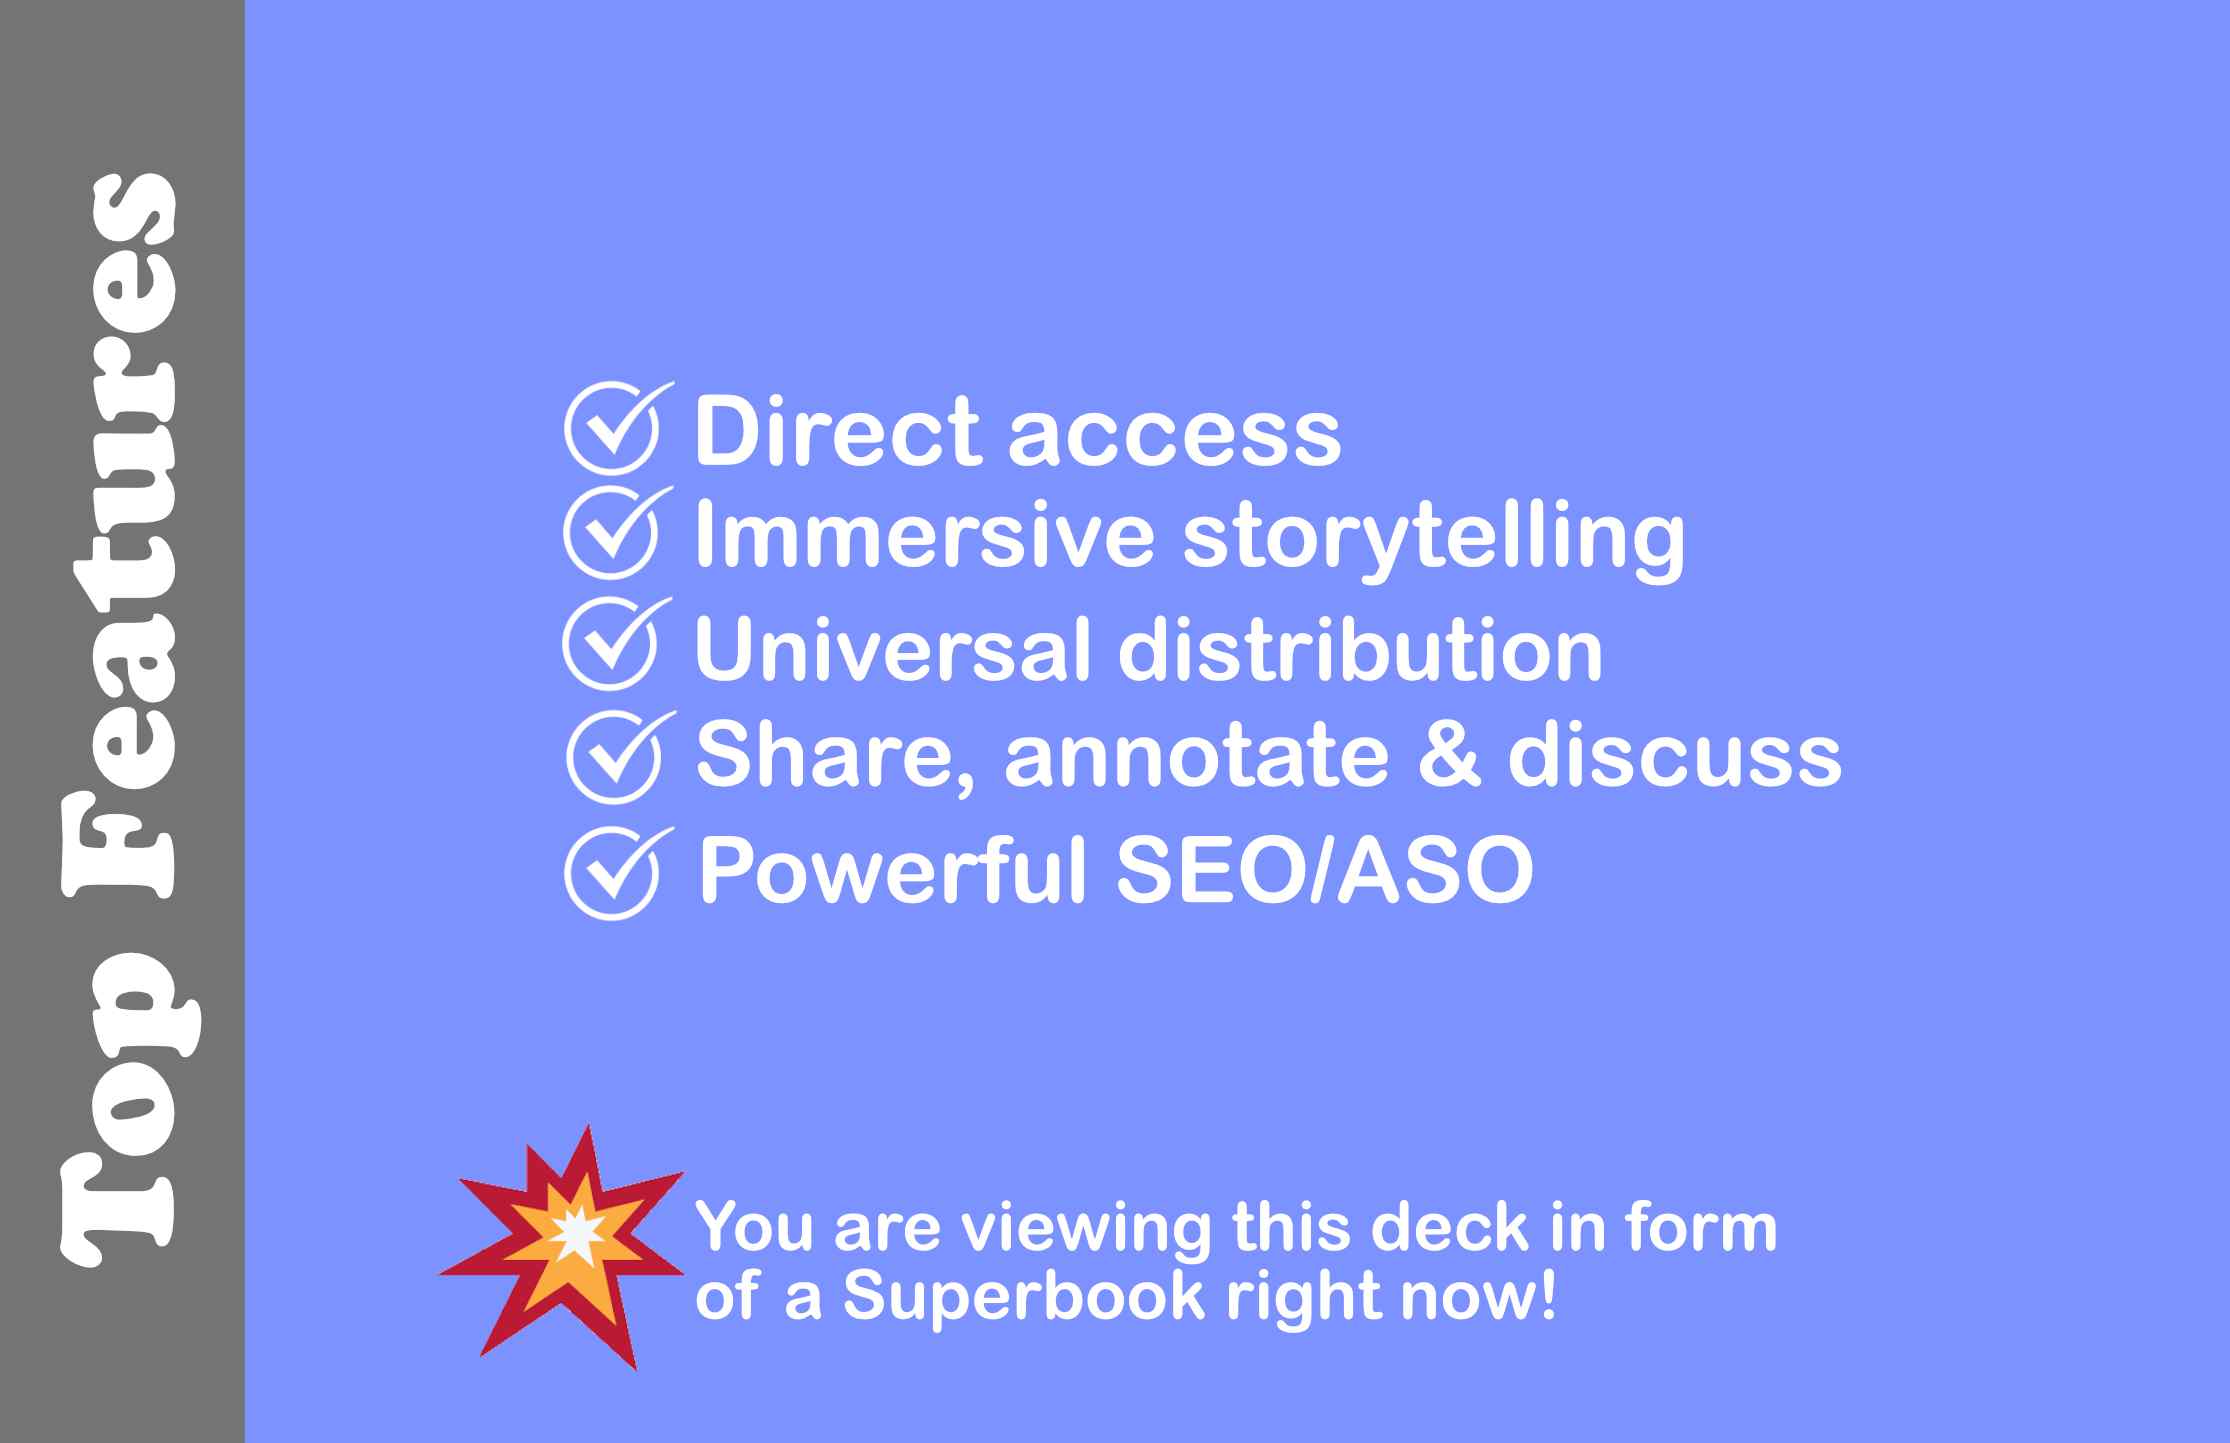 Top Features
Direct access
Immersive storytelling
Universal distribution
Share, annotate & discuss
Powerful SEO/ASO
You are viewing this deck in form
of a Superbook right now!